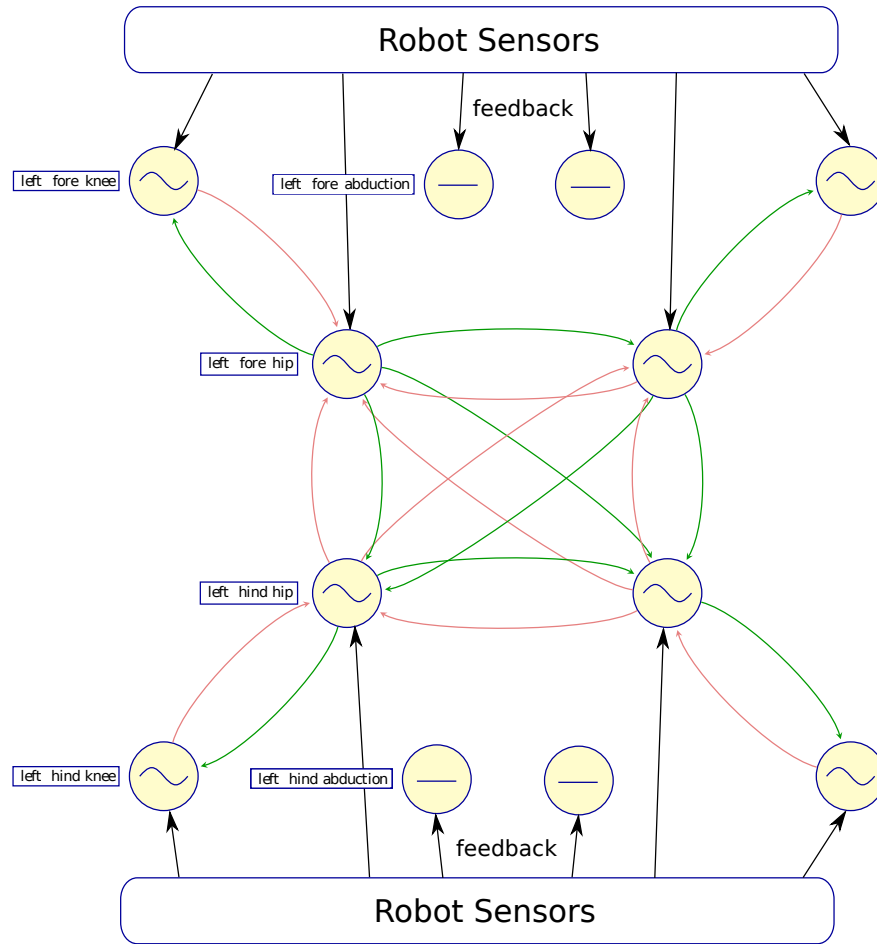 Robot Sensors
feedback
left fore knee
left fore abduction
left fore hip
left hind hip
left hind knee
left hind abduction
feedback
Robot Sensors